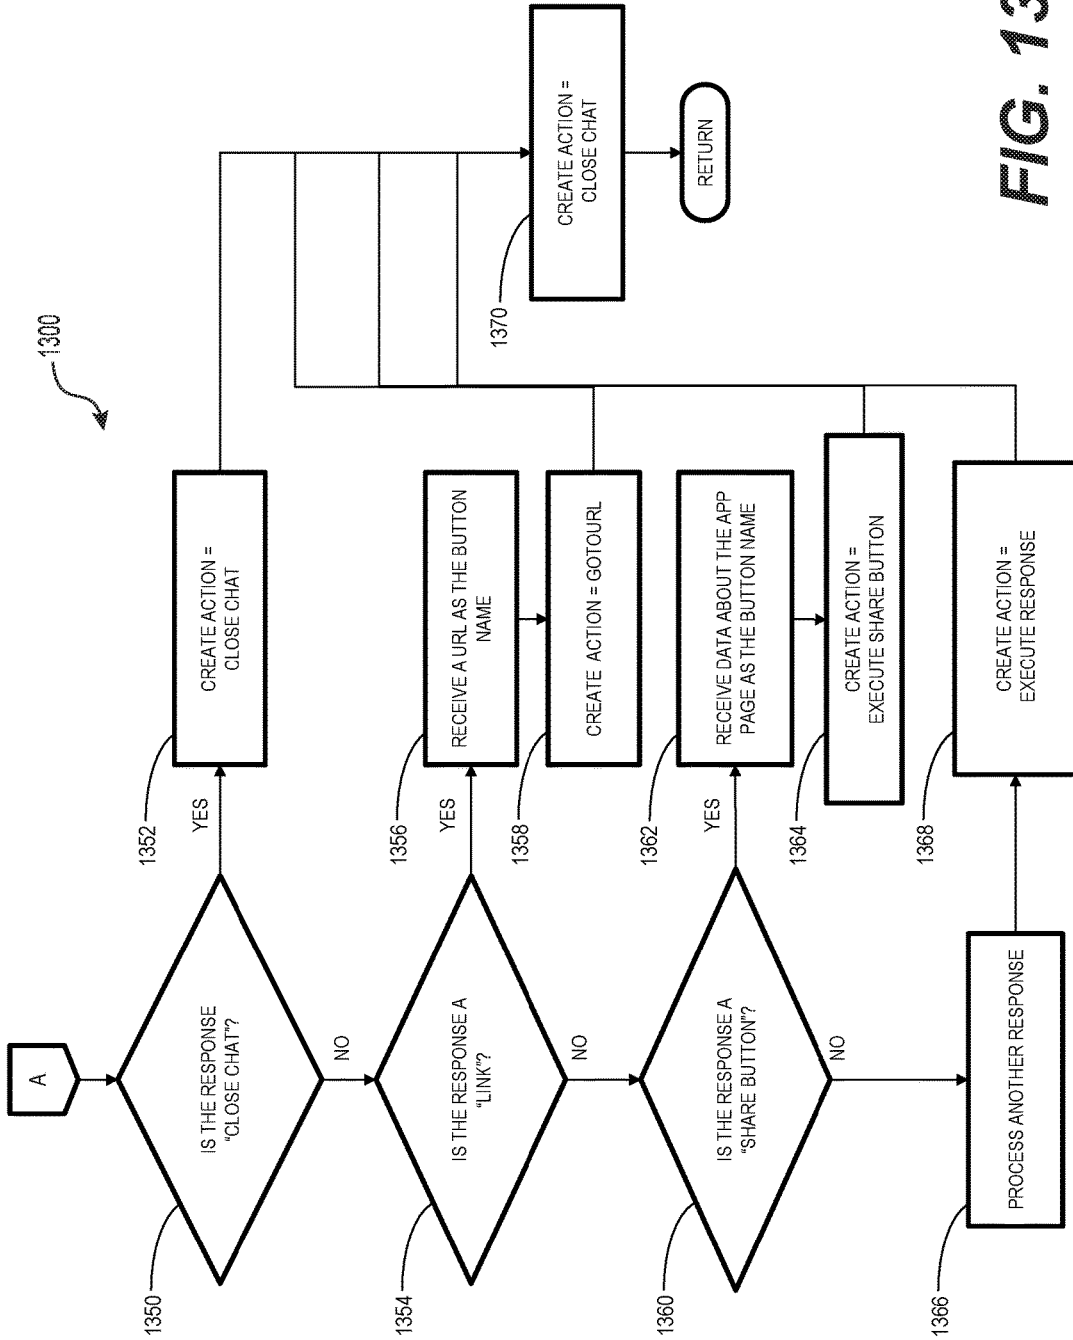 1300
A
1350
IS THE RESPONSE
"CLOSE CHAT"?
YES
1352
CREATE ACTION =
CLOSE CHAT
NO
1354
IS THE RESPONSE A
"LINK"?
YES
1356
RECEIVE A URL AS THE BUTTON
NAME
1358
CREATE ACTION = GOTOURL
NO
1360
IS THE RESPONSE A
"SHARE BUTTON"?
YES
1362
RECEIVE DATA ABOUT THE APP
PAGE AS THE BUTTON NAME
1364
CREATE ACTION =
EXECUTE SHARE BUTTON
NO
1366
PROCESS ANOTHER RESPONSE
1368
CREATE ACTION =
EXECUTE RESPONSE
1370
CREATE ACTION =
CLOSE CHAT
RETURN
FIG. 13